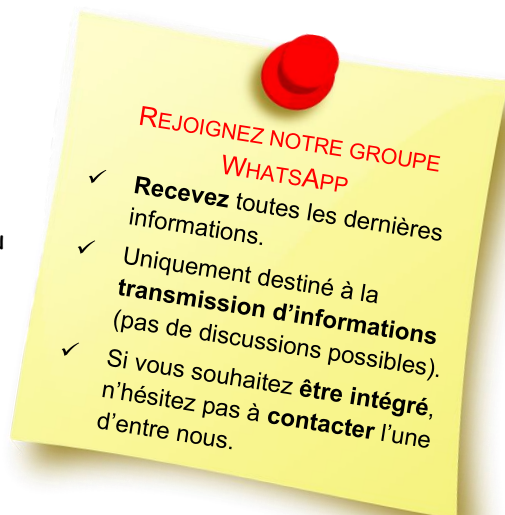 REJOIGNEZ NOTRE GROUPE
WHATSAPP
✓ Recevez toutes les dernières
informations.
✓ Uniquement destiné à la
transmission d’informations
(pas de discussions possibles).
✓ Si vous souhaitez être intégré,
n’hésitez pas à contacter l’une
d’entre nous.